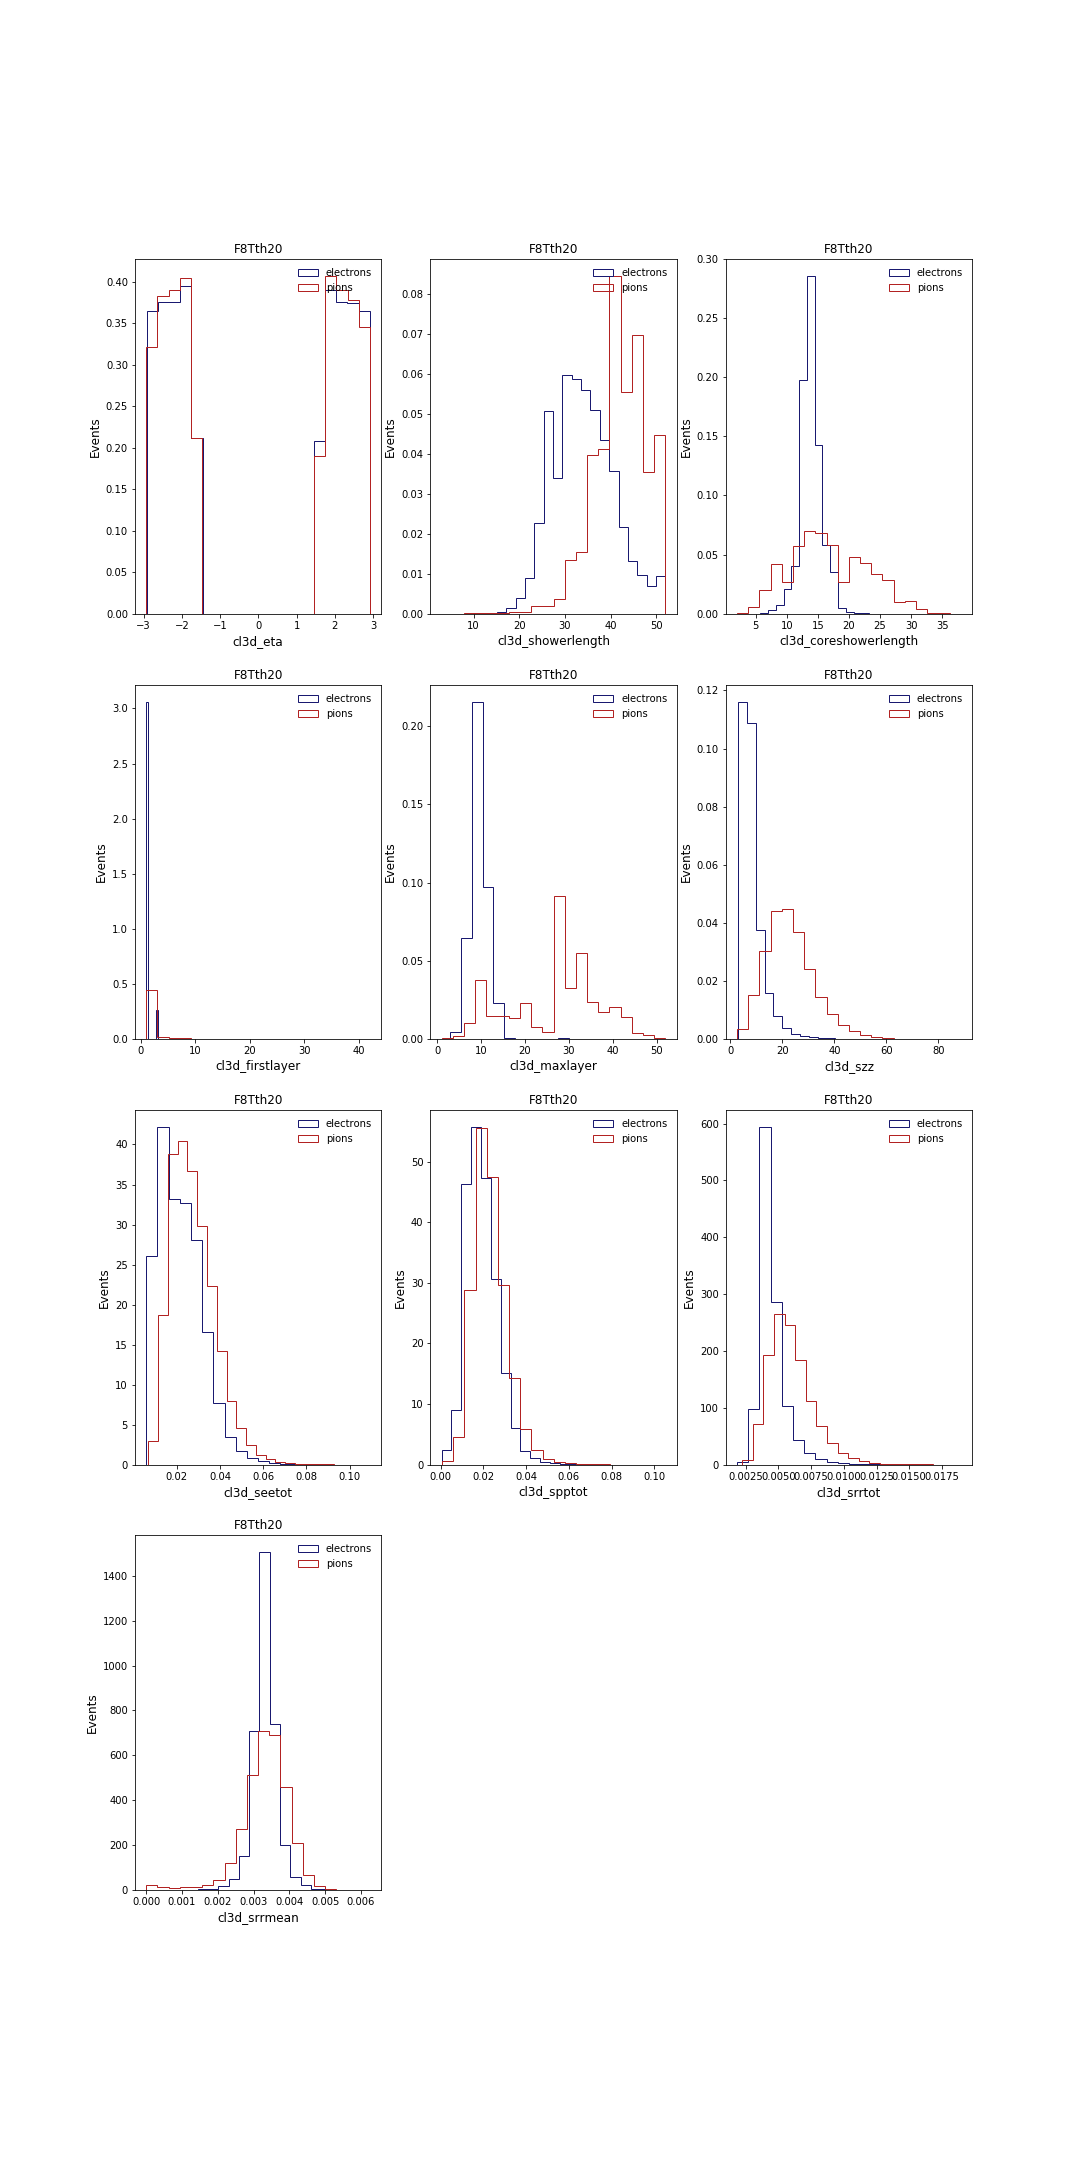 F8Tth20
electrons
pions
Events
0.40
0.35
0.30
0.25
0.20
0.15
0.10
0.05
0.00
−3 −2 −1 0 1 2 3
cl3d_eta
F8Tth20
electrons
pions
Events
0.08
0.07
0.06
0.05
0.04
0.03
0.02
0.01
0.00
10 20 30 40 50
cl3d_showerlength
F8Tth20
electrons
pions
Events
0.30
0.25
0.20
0.15
0.10
0.05
0.00
5 10 15 20 25 30 35
cl3d_coreshowerlength
F8Tth20
electrons
pions
Events
3.0
2.5
2.0
1.5
1.0
0.5
0.0
0 10 20 30 40
cl3d_firstlayer
F8Tth20
electrons
pions
Events
0.20
0.15
0.10
0.05
0.00
0 10 20 30 40 50
cl3d_maxlayer
F8Tth20
electrons
pions
Events
0.12
0.10
0.08
0.06
0.04
0.02
0.00
0 20 40 60 80
cl3d_szz
F8Tth20
electrons
pions
Events
40
35
30
25
20
15
10
5
0
0.02 0.04 0.06 0.08 0.10
cl3d_seetot
F8Tth20
electrons
pions
Events
50
40
30
20
10
0
0.00 0.02 0.04 0.06 0.08 0.10
cl3d_spptot
F8Tth20
electrons
pions
Events
600
500
400
300
200
100
0
0.0025 0.0050 0.0075 0.0100 0.0125 0.0150 0.0175
cl3d_srrtot
F8Tth20
electrons
pions
Events
1400
1200
1000
800
600
400
200
0
0.000 0.001 0.002 0.003 0.004 0.005 0.006
cl3d_srrmean